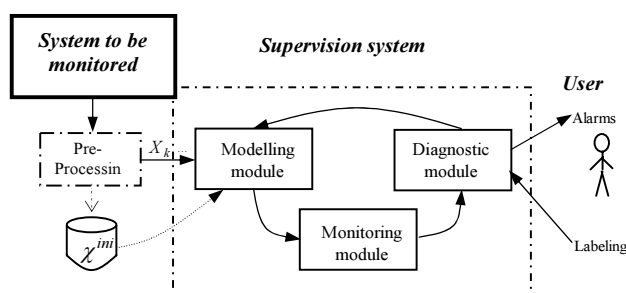 System to be
monitored
Supervision system
User
Alarms
Pre-
Processin
X_k ...
Modelling
module
Diagnostic
module
Monitoring
module
χ^{ini}
Labeling